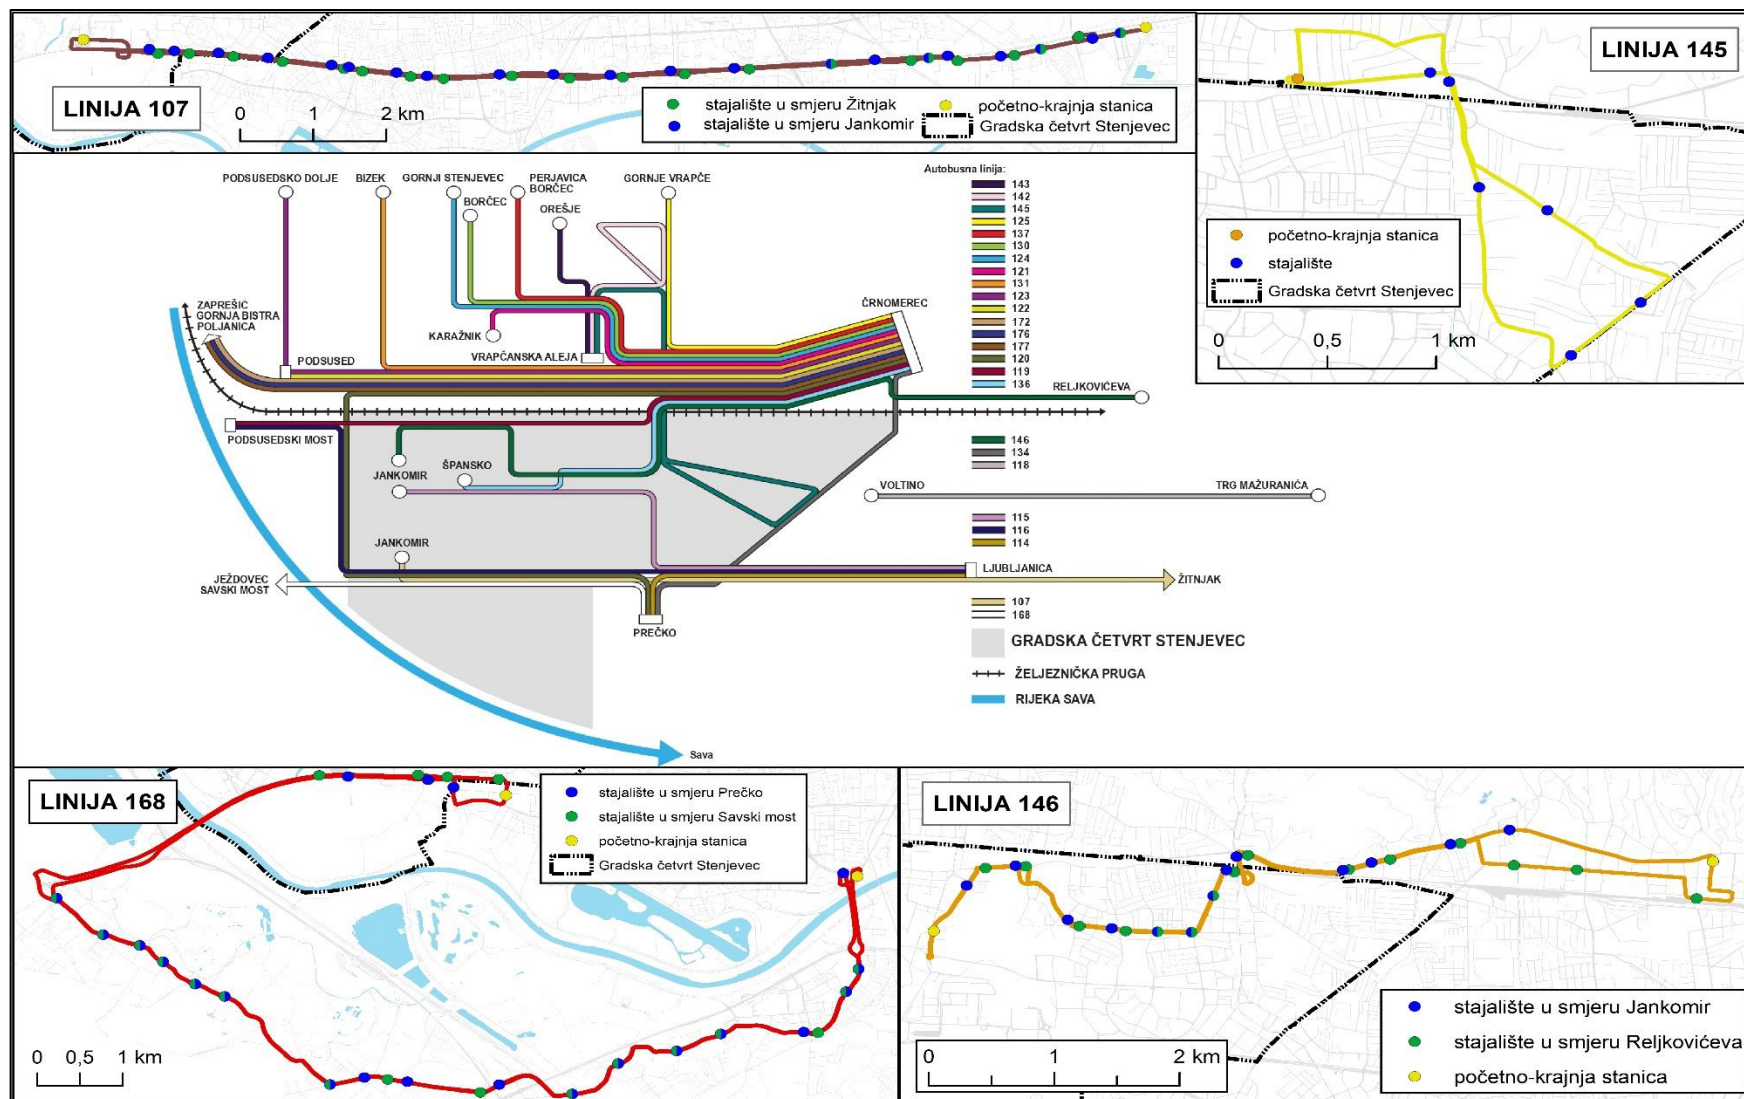 LINIJA 107
0 1 2 km
stajalište u smjeru Žitnjak
stajalište u smjeru Jankomir
početno-krajnja stanica
Gradska četvrt Stenjevec
LINIJA 145
početno-krajnja stanica
stajalište
Gradska četvrt Stenjevec
0 0,5 1 km
PODSUSEDSKO DOLJE
BIZEK
GORNJI STENJEVEC
BORČEC
PERJAVICA
BORČEC
OREŠJE
GORNJE VRAPČE
ZAPREŠIĆ
GORNJA BISTRA
POLJANICA
KARAŽNIK
VRAPČANSKA ALEJA
ČRNOMEREC
PODSUSED
RELJKOVIĆEVA
PODSUSEDSKI MOST
JANKOMIR
ŠPANSKO
VOLTINO
TRG MAŽURANIĆA
JANKOMIR
JEŽDOVEC
SAVSKI MOST
LJUBLJANICA
ŽITNJAK
PREČKO
Sava
Autobusna linija:
143
142
145
125
137
130
124
121
131
123
122
172
176
177
120
119
136
146
134
118
115
116
114
107
168
GRADSKA ČETVRT STENJEVEC
ŽELJEZNIČKA PRUGA
RIJEKA SAVA
LINIJA 168
stajalište u smjeru Prečko
stajalište u smjeru Savski most
početno-krajnja stanica
Gradska četvrt Stenjevec
0 0,5 1 km
LINIJA 146
0 1 2 km
stajalište u smjeru Jankomir
stajalište u smjeru Reljkovićeva
početno-krajnja stanica